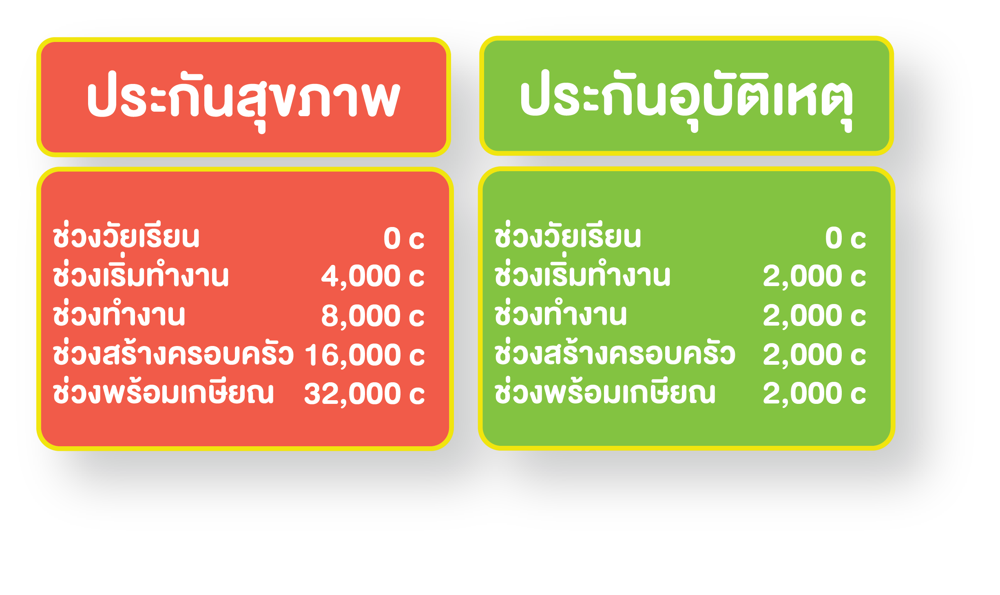 ประกันสุขภาพ
ช่วงวัยเรียน 0 c
ช่วงเริ่มทำงาน 4,000 c
ช่วงทำงาน 8,000 c
ช่วงสร้างครอบครัว 16,000 c
ช่วงพร้อมเกษียณ 32,000 c
ประกันอุบัติเหตุ
ช่วงวัยเรียน 0 c
ช่วงเริ่มทำงาน 2,000 c
ช่วงทำงาน 2,000 c
ช่วงสร้างครอบครัว 2,000 c
ช่วงพร้อมเกษียณ 2,000 c